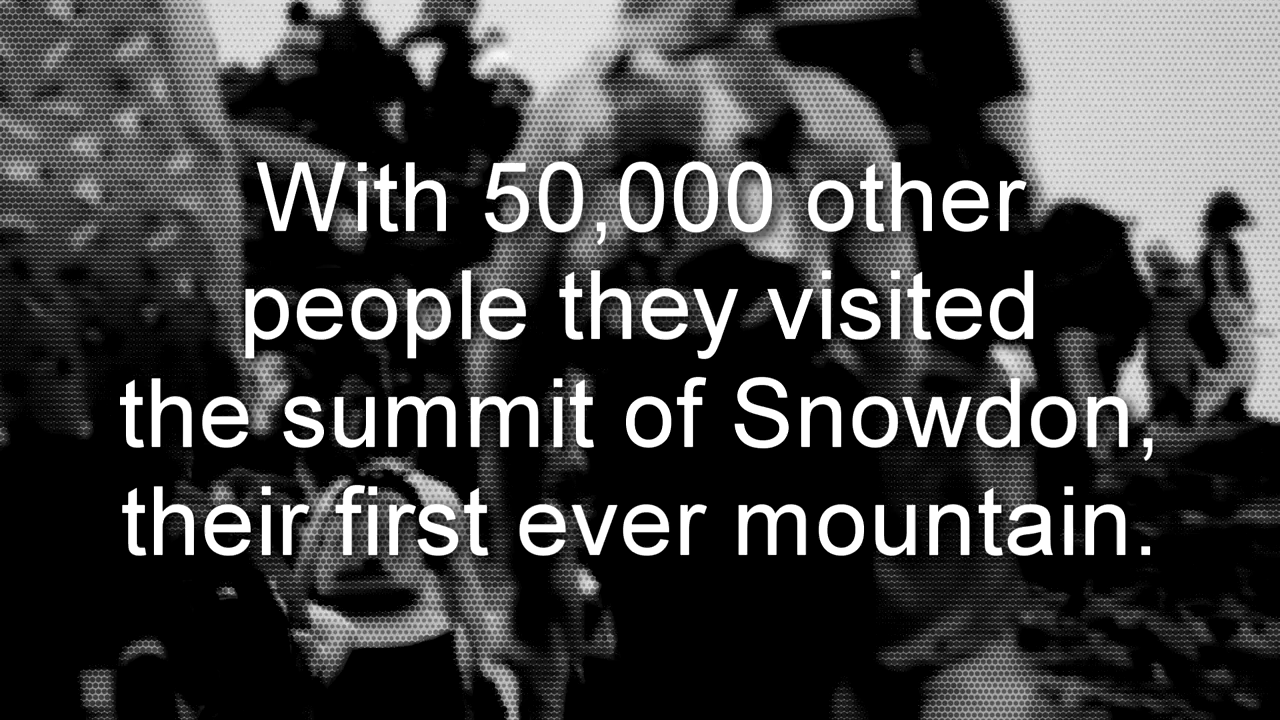 With 50,000 other
people they visited
the summit of Snowdon,
their first ever mountain.